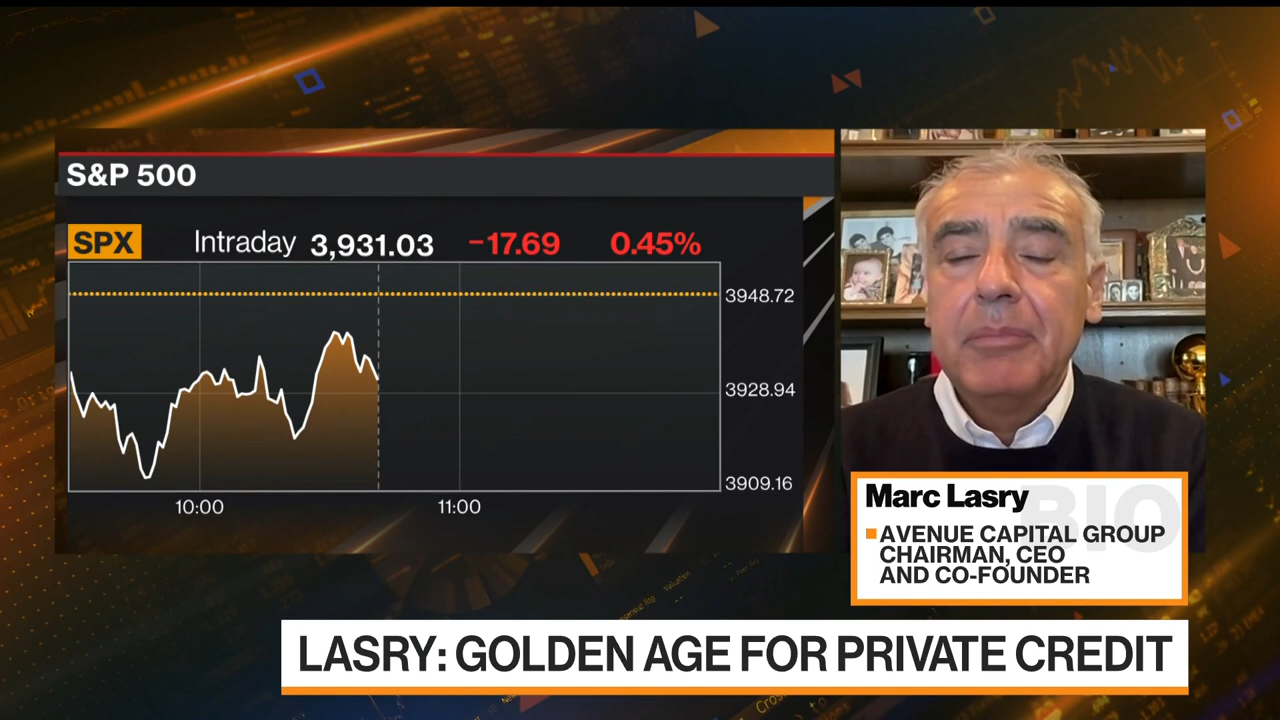 S&P 500
SPX Intraday 3,931.03 −17.69 0.45%
3948.72
3928.94
3909.16
10:00 11:00
BIO
Marc Lasry
AVENUE CAPITAL GROUP
CHAIRMAN, CEO
AND CO-FOUNDER
LASRY: GOLDEN AGE FOR PRIVATE CREDIT